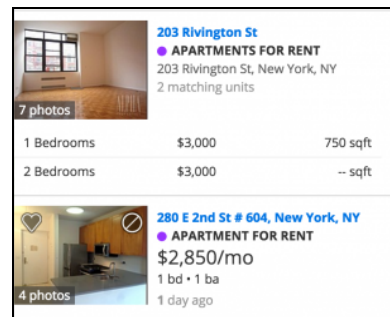 203 Rivington St
APARTMENTS FOR RENT
203 Rivington St, New York, NY
2 matching units
ALPHA
7 photos
1 Bedrooms $3,000 750 sqft
2 Bedrooms $3,000 -- sqft
280 E 2nd St # 604, New York, NY
APARTMENT FOR RENT
$2,850/mo
1 bd • 1 ba
4 photos
1 day ago